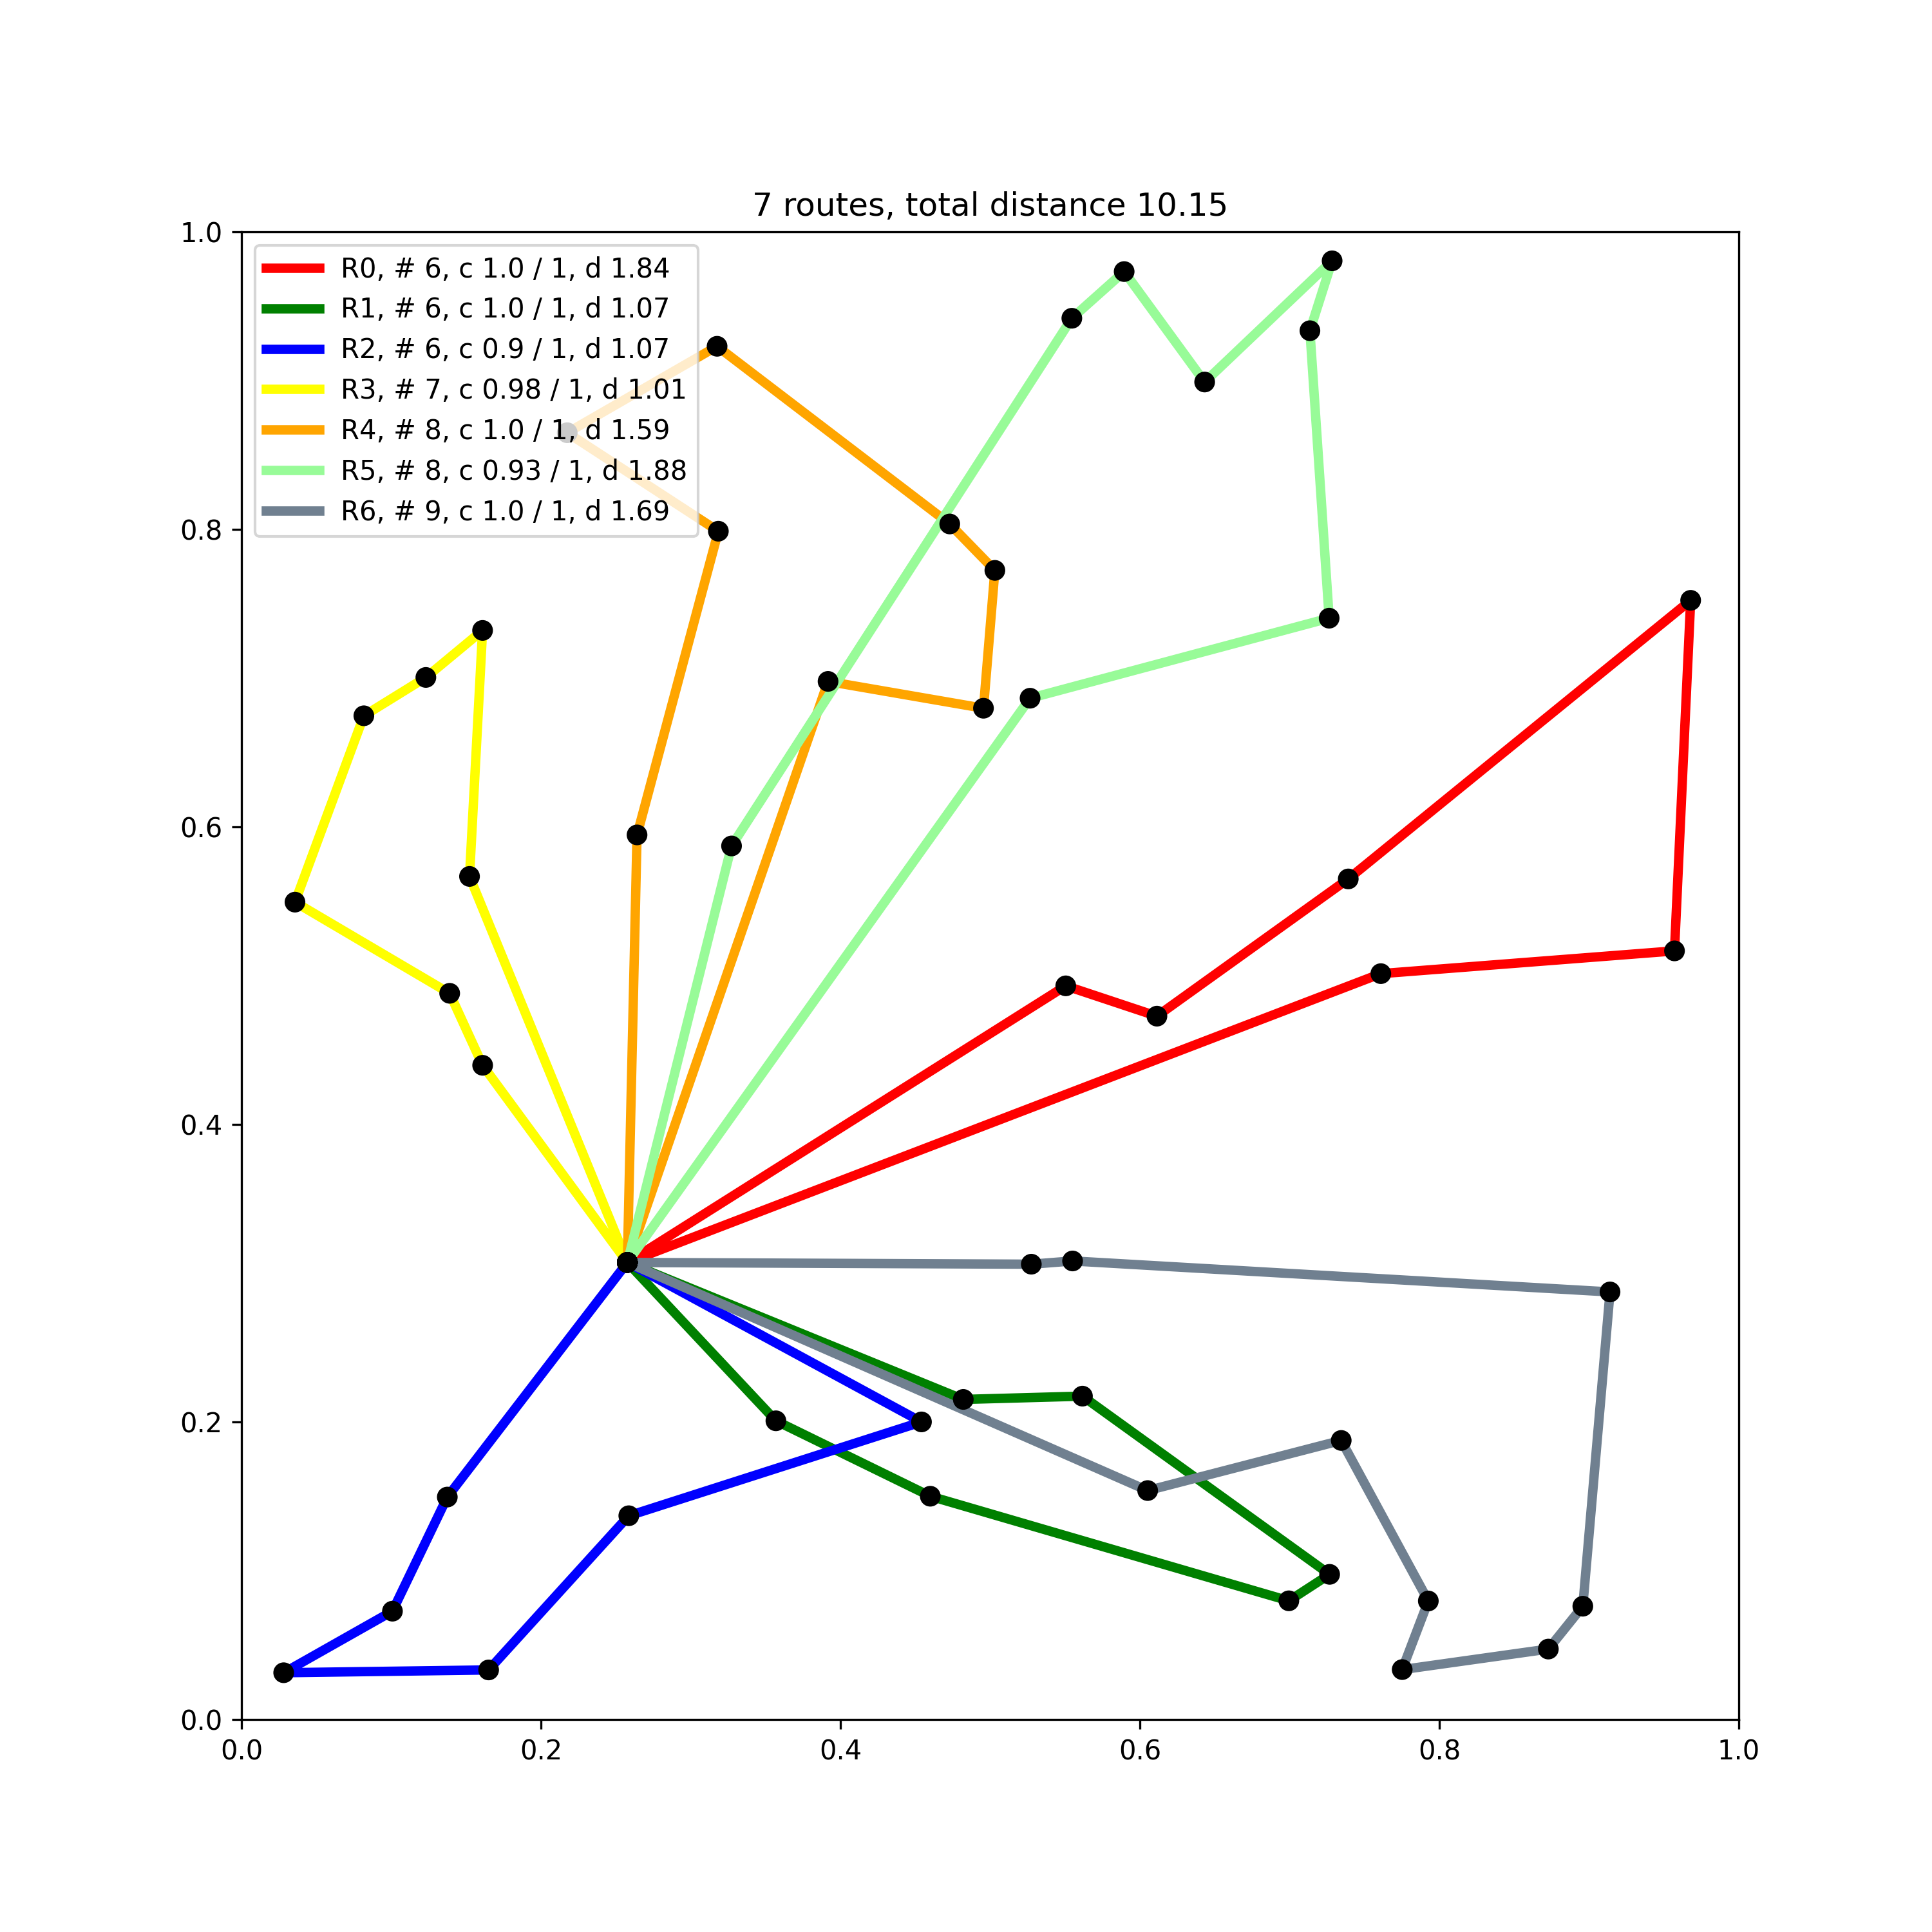 7 routes, total distance 10.15
1.0
R0, # 6, c 1.0 / 1, d 1.84
R1, # 6, c 1.0 / 1, d 1.07
R2, # 6, c 0.9 / 1, d 1.07
R3, # 7, c 0.98 / 1, d 1.01
R4, # 8, c 1.0 / 1, d 1.59
R5, # 8, c 0.93 / 1, d 1.88
R6, # 9, c 1.0 / 1, d 1.69
0.8
0.6
0.4
0.2
0.0
0.0 0.2 0.4 0.6 0.8 1.0